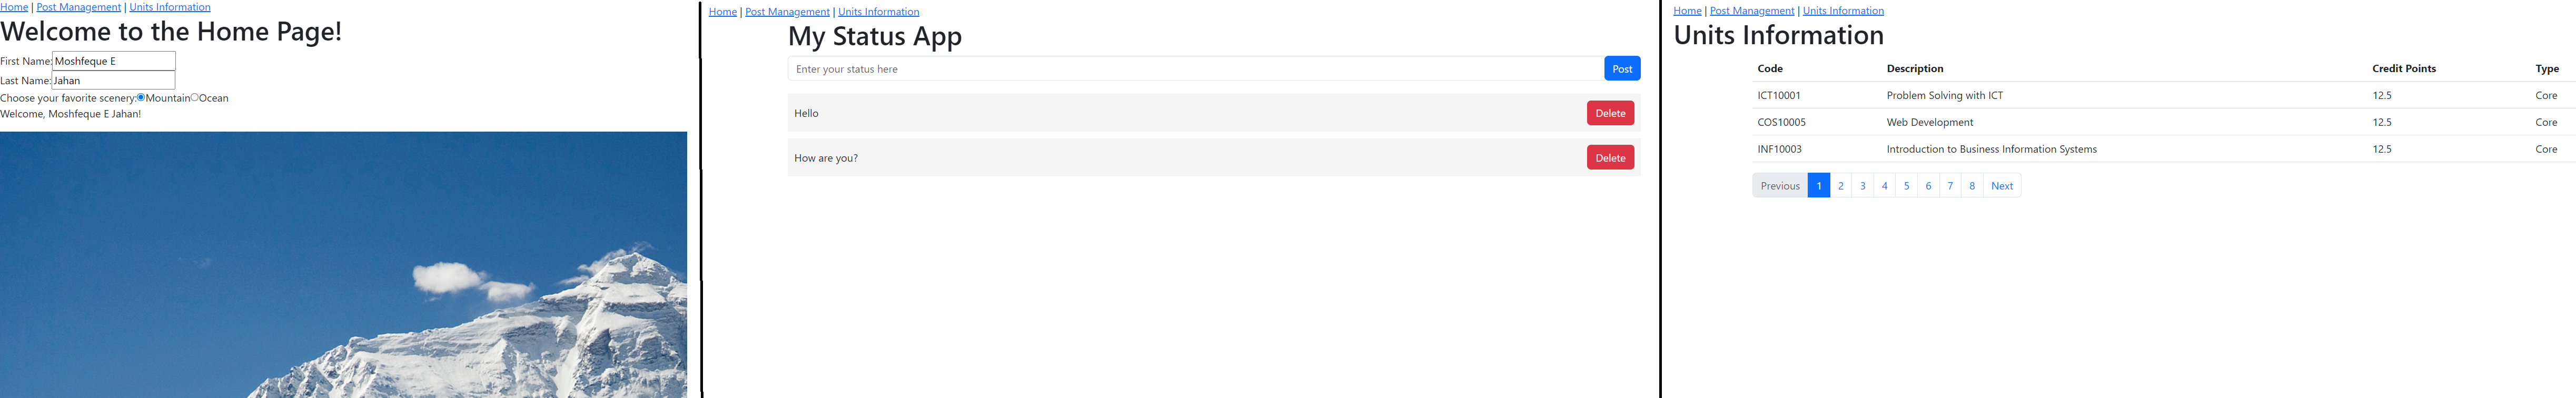 Home | Post Management | Units Information
Welcome to the Home Page!
First Name: Moshfeque E
Last Name: Jahan
Choose your favorite scenery: Mountain Ocean
Welcome, Moshfeque E Jahan!
Home | Post Management | Units Information
My Status App
Enter your status here Post
Hello Delete
How are you? Delete
Home | Post Management | Units Information
Units Information
Code Description Credit Points Type
ICT10001 Problem Solving with ICT 12.5 Core
COS10005 Web Development 12.5 Core
INF10003 Introduction to Business Information Systems 12.5 Core
Previous 1 2 3 4 5 6 7 8 Next